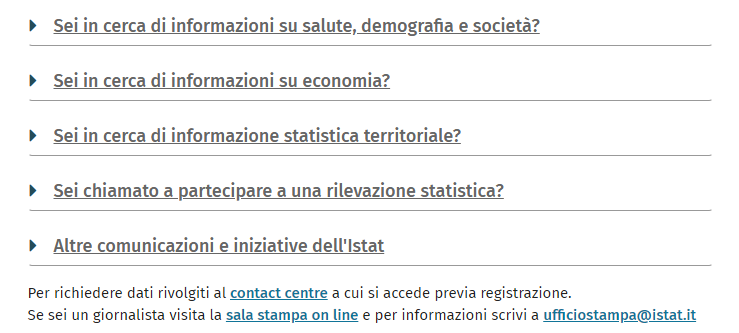 Sei in cerca di informazioni su salute, demografia e società?
Sei in cerca di informazioni su economia?
Sei in cerca di informazione statistica territoriale?
Sei chiamato a partecipare a una rilevazione statistica?
Altre comunicazioni e iniziative dell'Istat
Per richiedere dati rivolgiti al contact centre a cui si accede previa registrazione.
Se sei un giornalista visita la sala stampa on line e per informazioni scrivi a ufficiostampa@istat.it